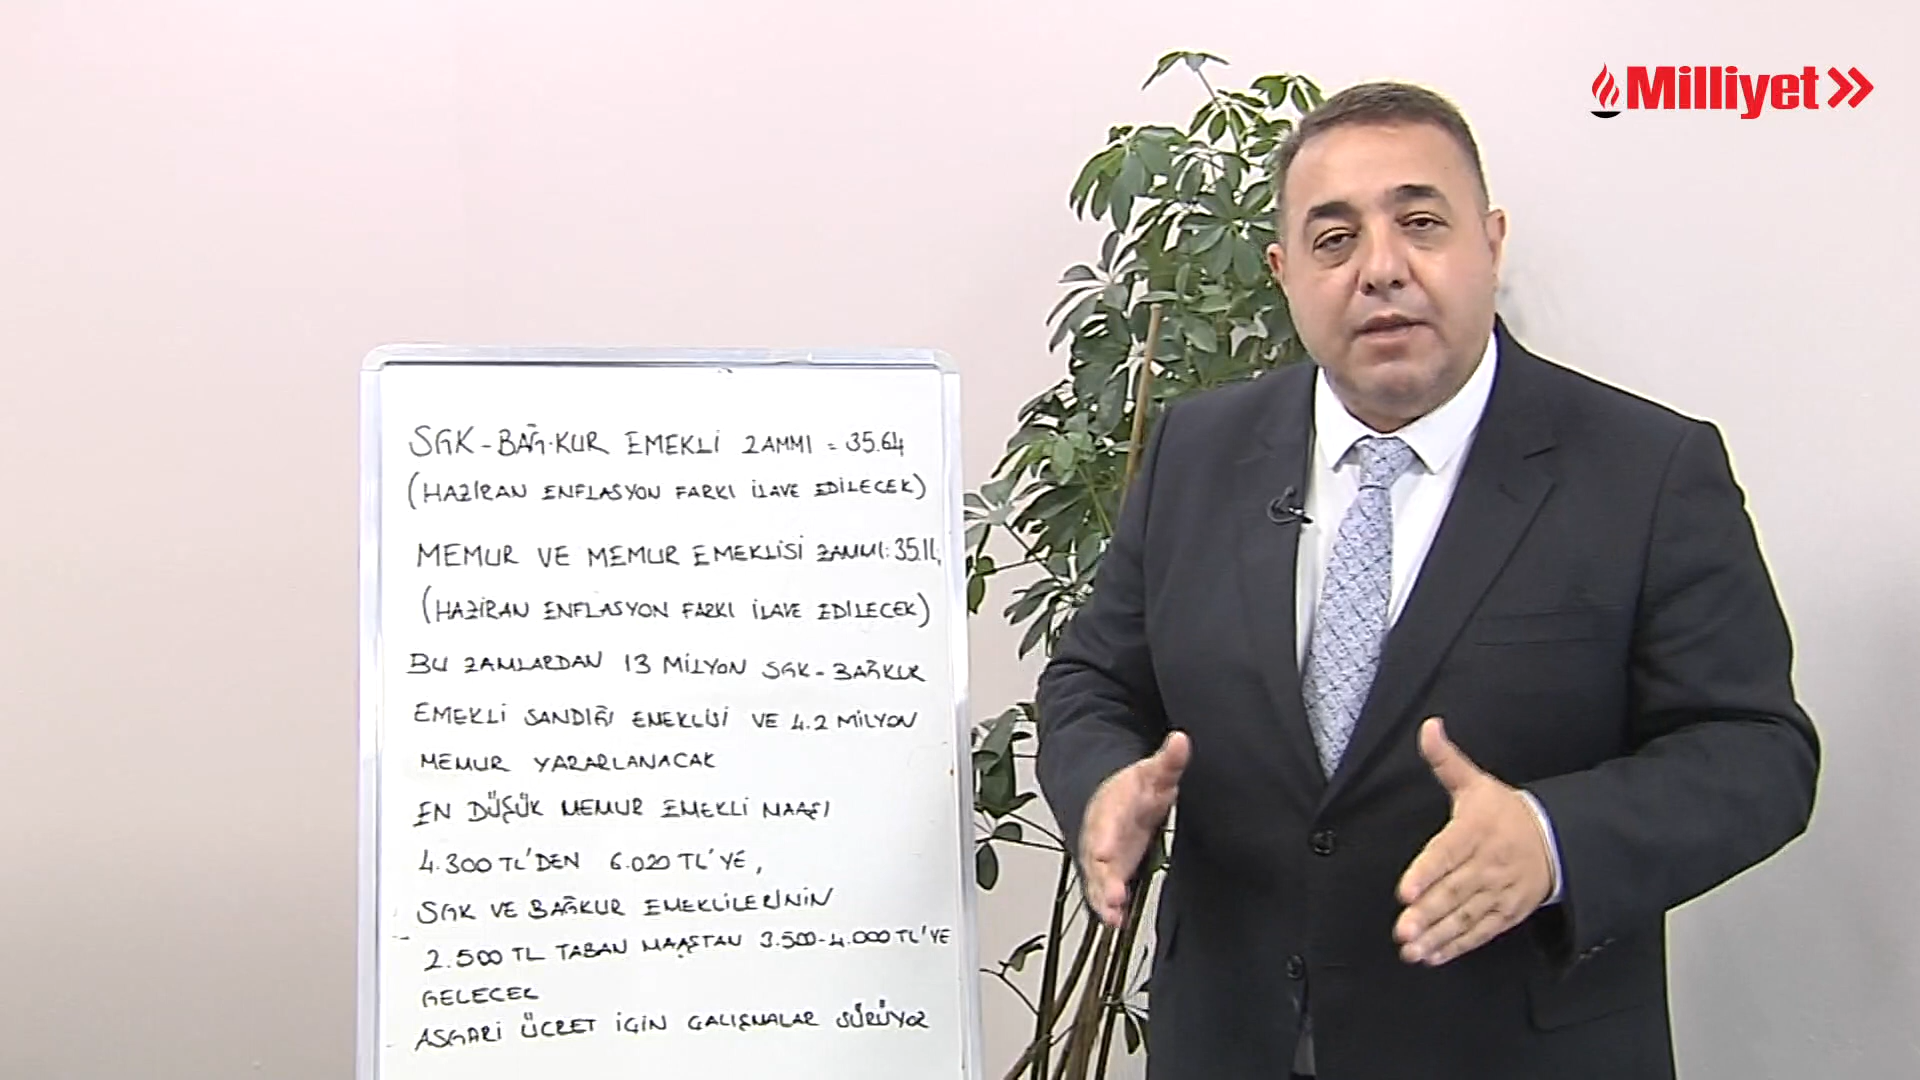 Milliyet
SGK-BAĞ-KUR EMEKLİ ZAMMI = 35.64
(HAZİRAN ENFLASYON FARKI İLAVE EDİLECEK)
MEMUR VE MEMUR EMEKLİSİ ZAMMI: 35.11
(HAZİRAN ENFLASYON FARKI İLAVE EDİLECEK)
BU ZAMLARDAN 13 MİLYON SGK-BAĞKUR
EMEKLİ SANDIĞI EMEKLİSİ VE 4.2 MİLYON
MEMUR YARARLANACAK
EN DÜŞÜK MEMUR EMEKLİ MAAŞI
4.300 TL'DEN 6.020 TL'YE,
SGK VE BAĞKUR EMEKLİLERİNİN
2.500 TL TABAN MAAŞTAN 3.500-4.000 TL'YE
GELECEK
ASGARİ ÜCRET İÇİN ÇALIŞMALAR SÜRÜYOR